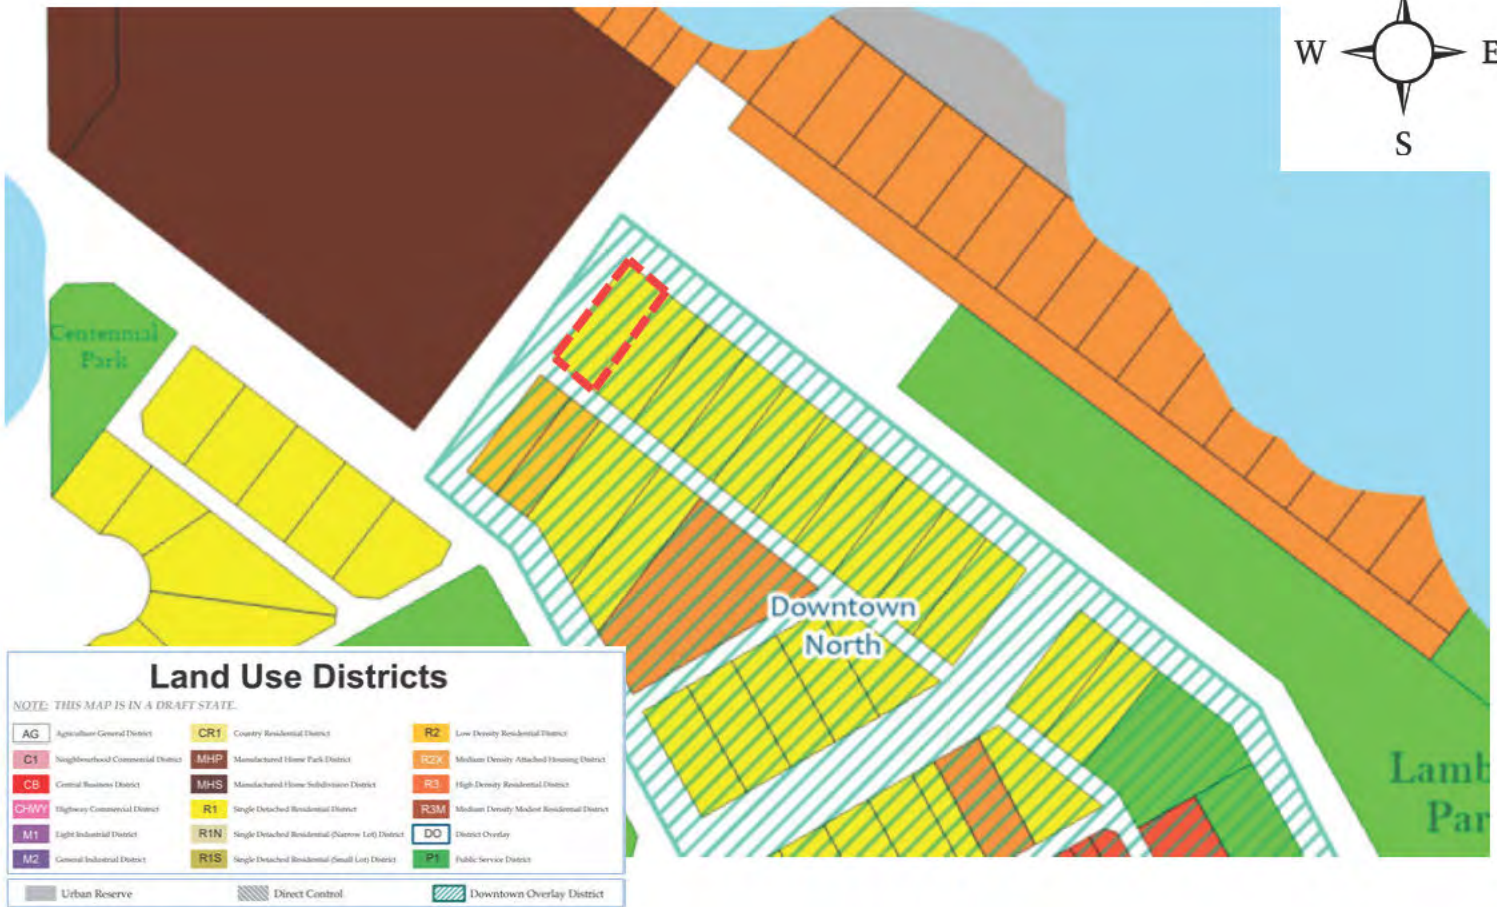 W E
S
Centennial
Park
Downtown
North
Lamb
Par
Land Use Districts
NOTE: THIS MAP IS IN A DRAFT STATE.
AG Agriculture General District CR1 Country Residential District R2 Low Density Residential District
C1 Neighbourhood Commercial District MHP Manufactured Home Park District R2X Medium Density Attached Housing District
CB Central Business District MHS Manufactured Home Subdivision District R3 High Density Residential District
CHWY Highway Commercial District R1 Single Detached Residential District R3M Medium Density Modest Residential District
M1 Light Industrial District R1N Single Detached Residential (Narrow Lot) District DO District Overlay
M2 General Industrial District R1S Single Detached Residential (Small Lot) District P1 Public Service District
Urban Reserve Direct Control Downtown Overlay District